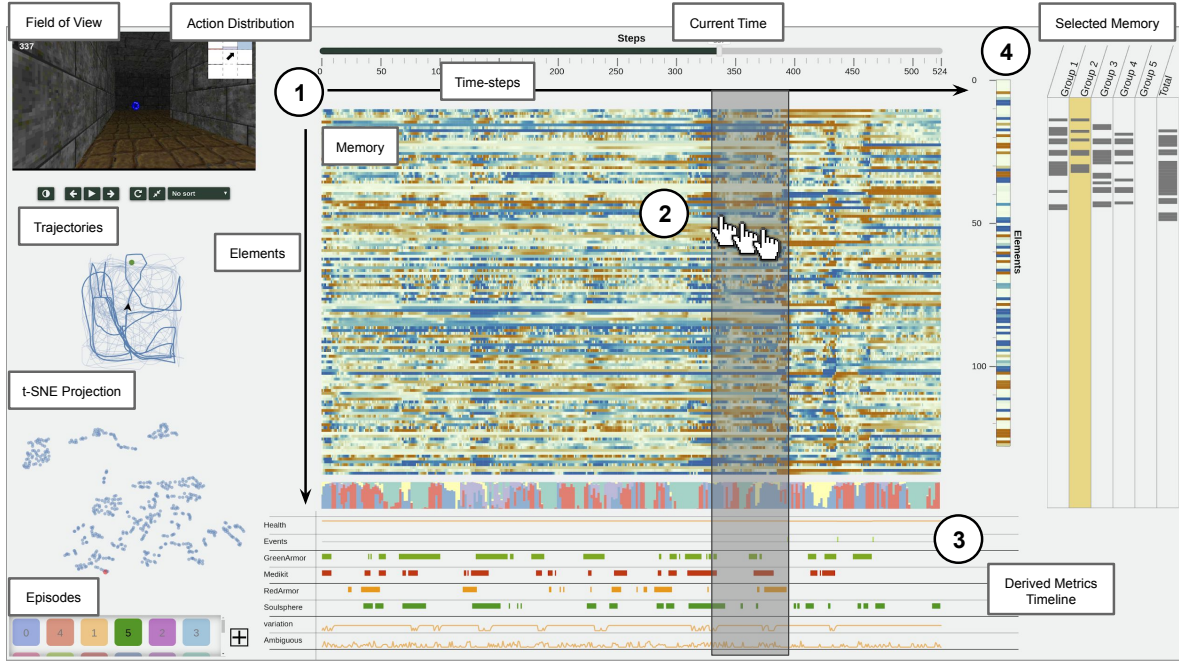 Field of View
Action Distribution
Current Time
Selected Memory
337
Steps
4
0
50
200
250
300
350
400
450
500
524
1
Time-steps
0
Group 1
Group 2
Group 3
Group 4
Group 5
Total
Memory
No sort
2
Trajectories
Elements
50
Elements
t-SNE Projection
100
Health
Events
3
GreenArmor
Medikit
Derived Metrics
Timeline
RedArmor
Episodes
Soulsphere
variation
Ambiguous
0
4
1
5
2
3